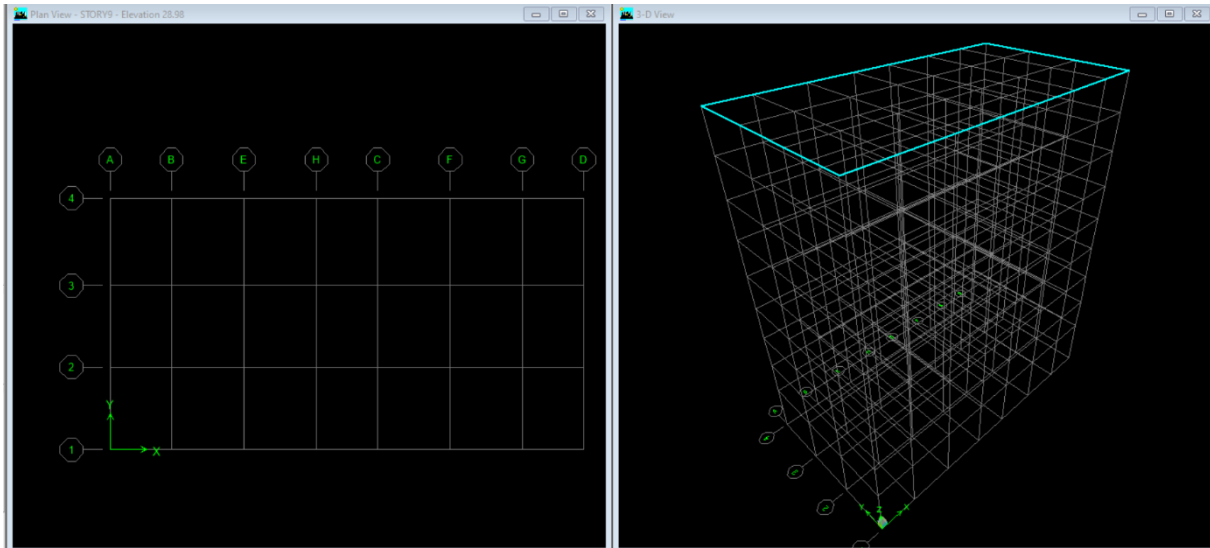 Plan View - STORY9 - Elevation 28.98
A B E H C F G D
4
3
2
Y
1
X
3-D View
Y Z X